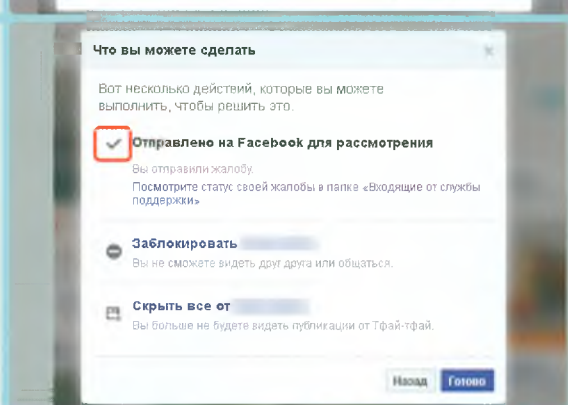 Что вы можете сделать
Вот несколько действий, которые вы можете
выполнить, чтобы решить это.
Отправлено на Facebook для рассмотрения
Вы отправили жалобу.
Посмотрите статус своей жалобы в папке «Входящие от службы
поддержки»
Заблокировать
Вы не сможете видеть друг друга или общаться.
Скрыть все от
Вы больше не будете видеть публикации от Тфай-тфай.
Назад Готово